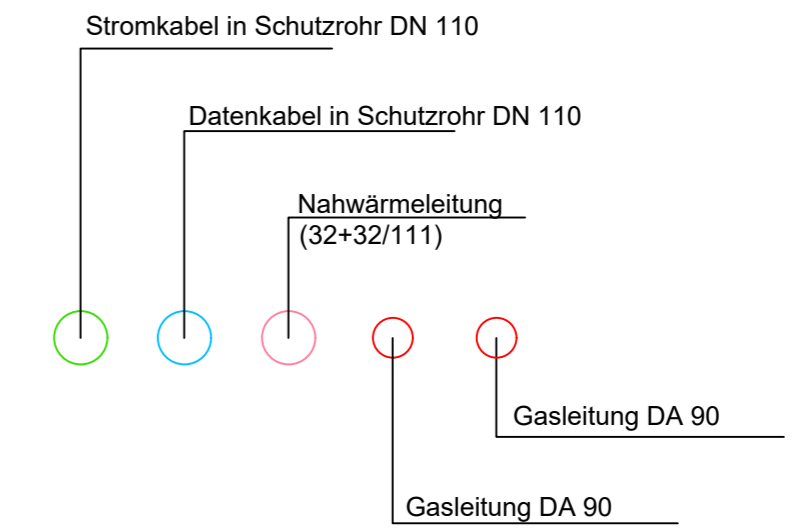 Stromkabel in Schutzrohr DN 110
Datenkabel in Schutzrohr DN 110
Nahwärmeleitung
(32+32/111)
Gasleitung DA 90
Gasleitung DA 90